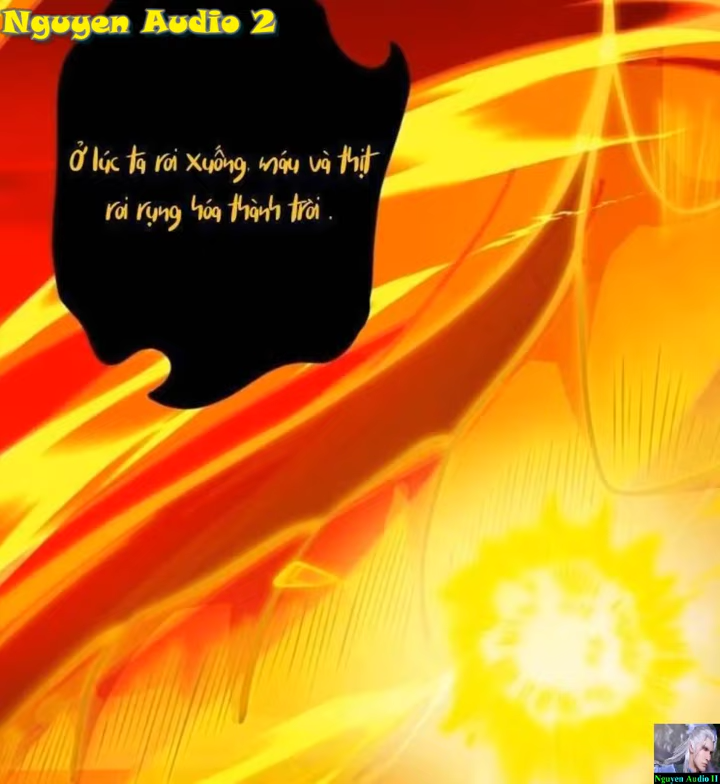 Nguyen Audio 2
Ở lúc ta rơi xuống, máu và thịt
rơi rụng hóa thành trời.
Nguyen Audio II